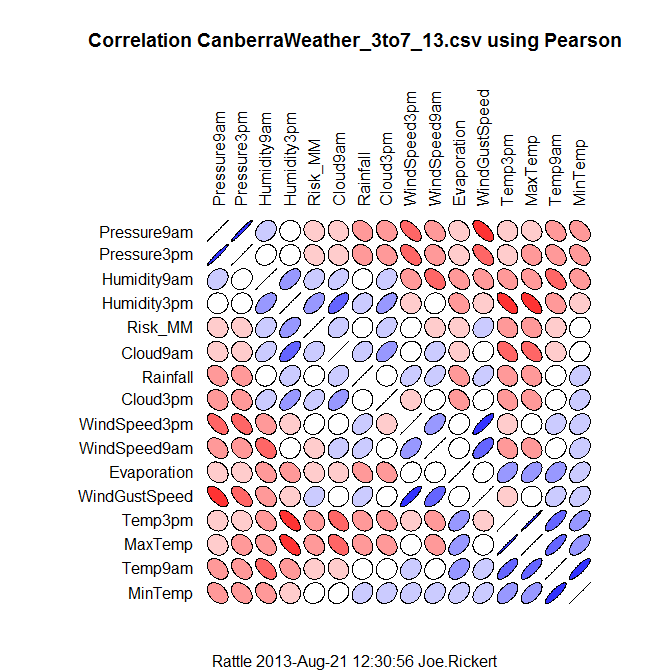 Correlation CanberraWeather_3to7_13.csv using Pearson
Pressure9am
Pressure3pm
Humidity9am
Humidity3pm
Risk_MM
Cloud9am
Rainfall
Cloud3pm
WindSpeed3pm
WindSpeed9am
Evaporation
WindGustSpeed
Temp3pm
MaxTemp
Temp9am
MinTemp
Pressure9am
Pressure3pm
Humidity9am
Humidity3pm
Risk_MM
Cloud9am
Rainfall
Cloud3pm
WindSpeed3pm
WindSpeed9am
Evaporation
WindGustSpeed
Temp3pm
MaxTemp
Temp9am
MinTemp
Rattle 2013-Aug-21 12:30:56 Joe.Rickert